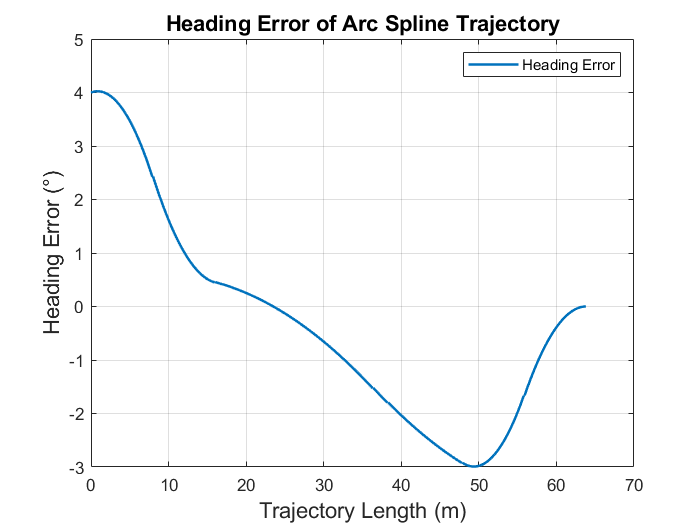 Heading Error of Arc Spline Trajectory
Heading Error
Heading Error (°)
5
4
3
2
1
0
-1
-2
-3
0 10 20 30 40 50 60 70
Trajectory Length (m)